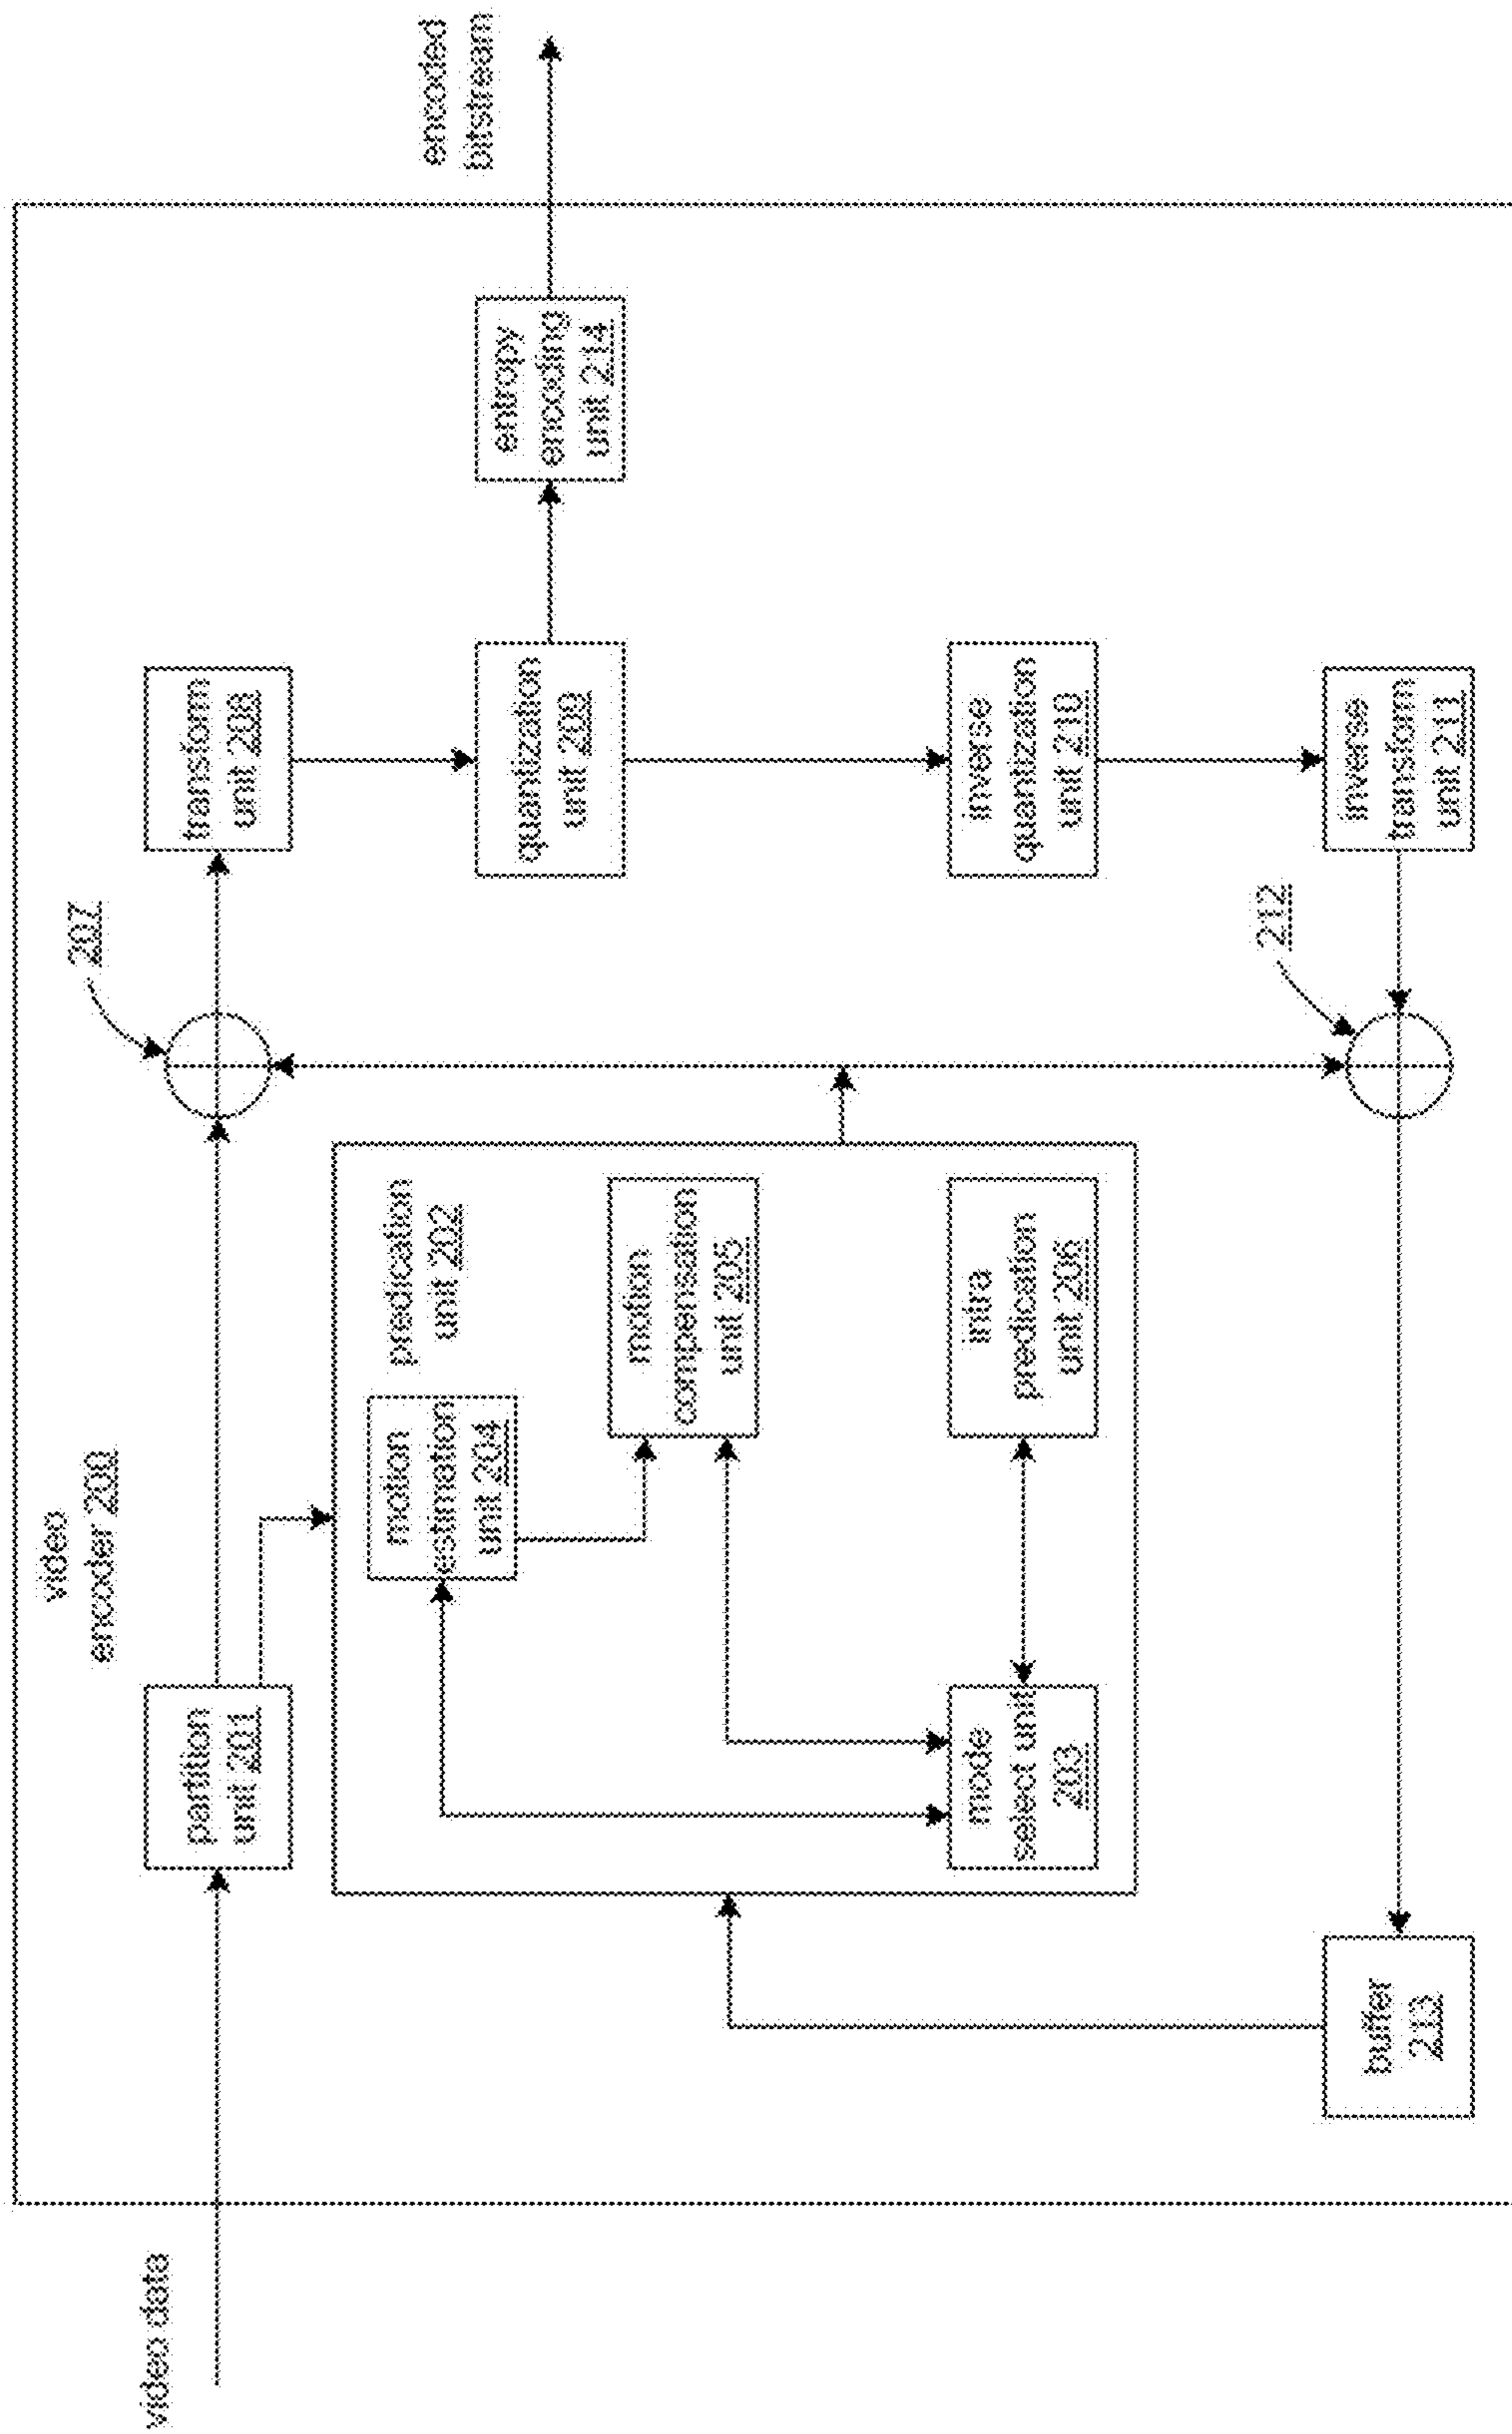 video
encoder 200
video data
partition
unit 201
207
transform
unit 208
encoded
bitstream
predication
unit 202
motion
estimation
unit 204
motion
compensation
unit 205
mode
select unit
203
intra
predication
unit 206
quantization
unit 209
entropy
encoding
unit 214
inverse
quantization
unit 210
buffer
213
212
inverse
transform
unit 211